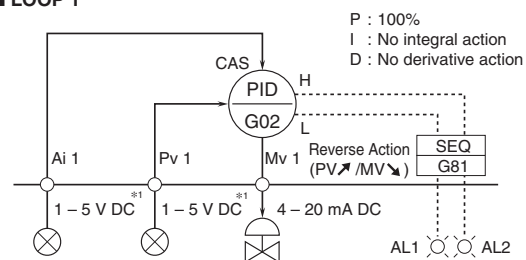 LOOP 1
P : 100%
I : No integral action
D : No derivative action
CAS
H
PID
G02
L
Ai 1
Pv 1
Mv 1
Reverse Action
(PV↗ /MV↘)
SEQ
G81
1 – 5 V DC*1
1 – 5 V DC*1
4 – 20 mA DC
AL1
AL2